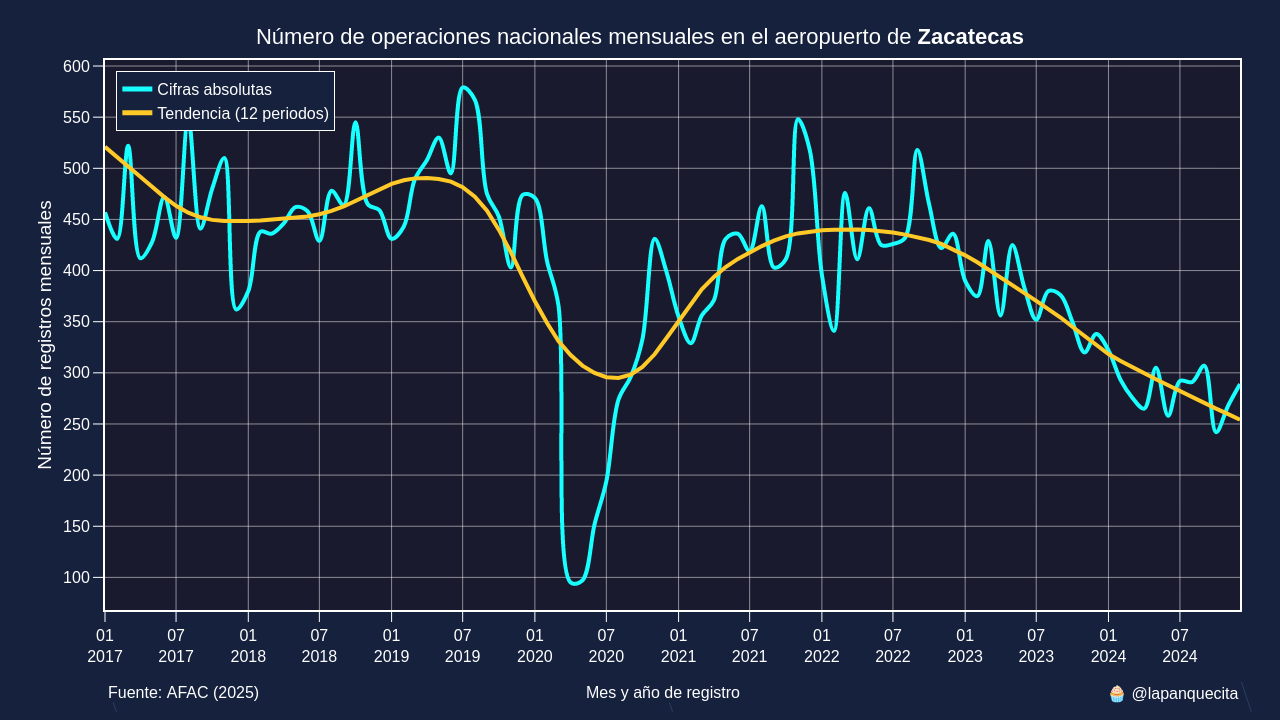 Número de operaciones nacionales mensuales en el aeropuerto de Zacatecas
Cifras absolutas
Tendencia (12 periodos)
Número de registros mensuales
600
550
500
450
400
350
300
250
200
150
100
01 07 01 07 01 07 01 07 01 07 01 07 01 07 01 07
2017 2017 2018 2018 2019 2019 2020 2020 2021 2021 2022 2022 2023 2023 2024 2024
Fuente: AFAC (2025)
Mes y año de registro
🧁 @lapanquecita